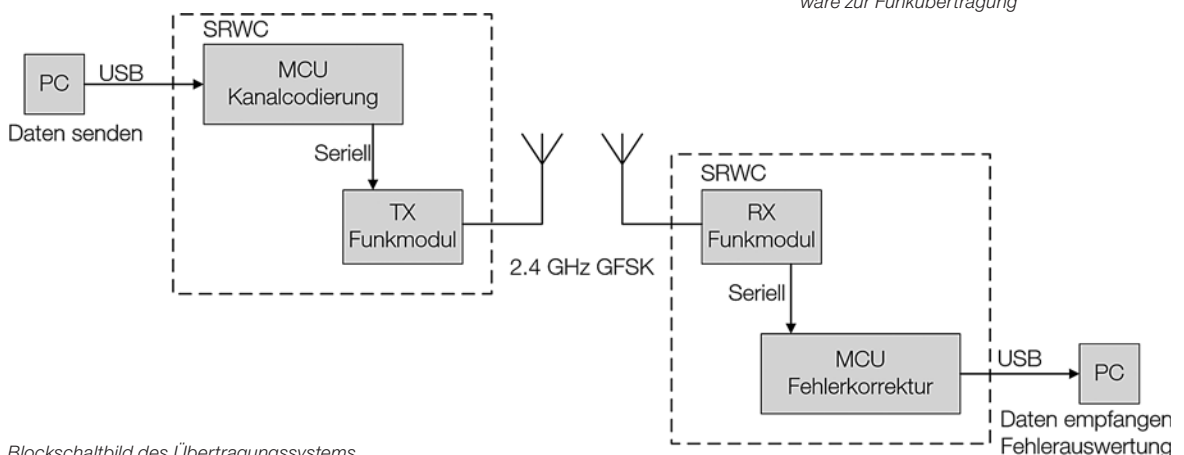 ware zur Funkübertragung
SRWC
PC
USB
MCU
Kanalcodierung
Daten senden
Seriell
TX
Funkmodul
2.4 GHz GFSK
SRWC
RX
Funkmodul
Seriell
MCU
Fehlerkorrektur
USB
PC
Daten empfangen
Fehlerauswertung
Blockschaltbild des Übertragungssystems